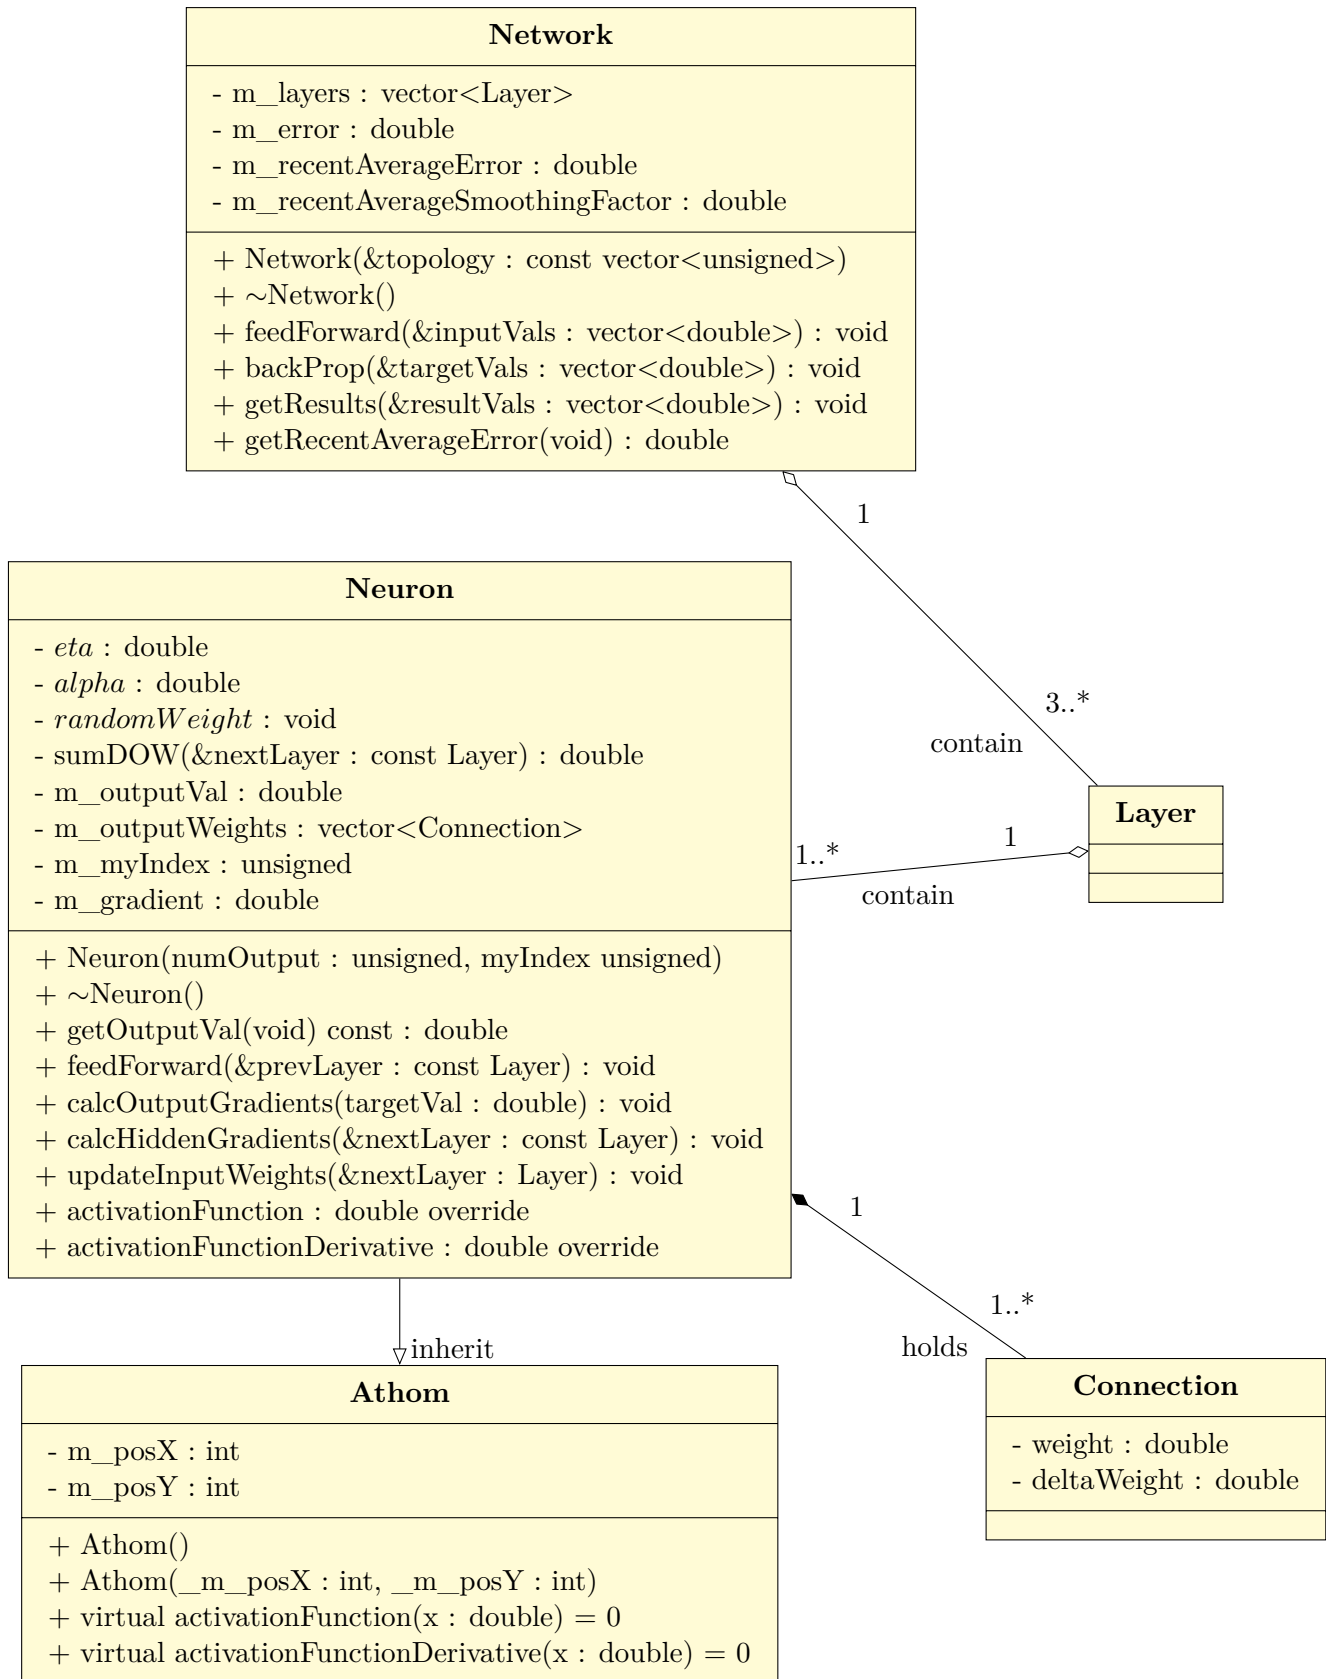 Network
- m_layers : vector<Layer>
- m_error : double
- m_recentAverageError : double
- m_recentAverageSmoothingFactor : double
+ Network(&topology : const vector<unsigned>)
+ ~Network()
+ feedForward(&inputVals : vector<double>) : void
+ backProp(&targetVals : vector<double>) : void
+ getResults(&resultVals : vector<double>) : void
+ getRecentAverageError(void) : double
1
3..*
contain
Neuron
- eta : double
- alpha : double
- randomWeight : void
- sumDOW(&nextLayer : const Layer) : double
- m_outputVal : double
- m_outputWeights : vector<Connection>
- m_myIndex : unsigned
- m_gradient : double
+ Neuron(numOutput : unsigned, myIndex unsigned)
+ ~Neuron()
+ getOutputVal(void) const : double
+ feedForward(&prevLayer : const Layer) : void
+ calcOutputGradients(targetVal : double) : void
+ calcHiddenGradients(&nextLayer : const Layer) : void
+ updateInputWeights(&nextLayer : Layer) : void
+ activationFunction : double override
+ activationFunctionDerivative : double override
Layer
1
1..*
contain
1
1..*
holds
inherit
Athom
- m_posX : int
- m_posY : int
+ Athom()
+ Athom(_m_posX : int, _m_posY : int)
+ virtual activationFunction(x : double) = 0
+ virtual activationFunctionDerivative(x : double) = 0
Connection
- weight : double
- deltaWeight : double